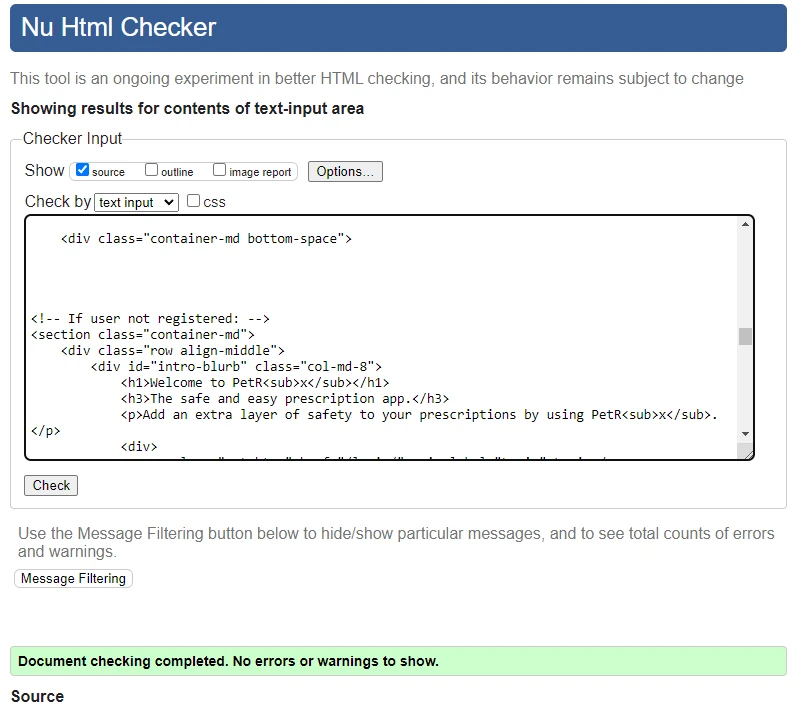 Nu Html Checker
This tool is an ongoing experiment in better HTML checking, and its behavior remains subject to change
Showing results for contents of text-input area
Checker Input
Show source outline image report Options...
Check by text input css
<div class="container-md bottom-space">
<!-- If user not registered: -->
<section class="container-md">
<div class="row align-middle">
<div id="intro-blurb" class="col-md-8">
<h1>Welcome to PetR<sub>x</sub></h1>
<h3>The safe and easy prescription app.</h3>
<p>Add an extra layer of safety to your prescriptions by using PetR<sub>x</sub>.
</p>
<div>
Check
Use the Message Filtering button below to hide/show particular messages, and to see total counts of errors
and warnings.
Message Filtering
Document checking completed. No errors or warnings to show.
Source